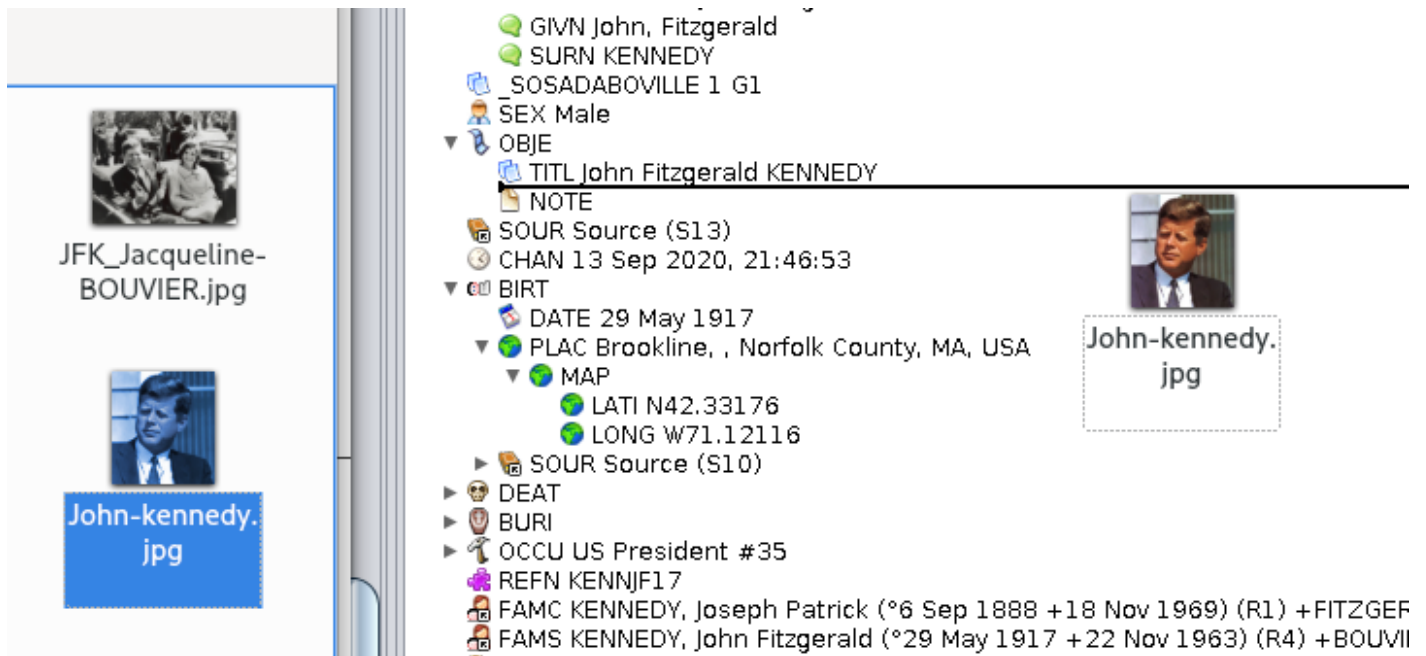 JFK_Jacqueline-
BOUVIER.jpg
John-kennedy.
jpg
GIVN John, Fitzgerald
SURN KENNEDY
_SOSADABOVILLE 1 G1
SEX Male
OBJE
TITL John Fitzgerald KENNEDY
NOTE
SOUR Source (S13)
CHAN 13 Sep 2020, 21:46:53
BIRT
DATE 29 May 1917
PLAC Brookline, , Norfolk County, MA, USA
MAP
LATI N42.33176
LONG W71.12116
SOUR Source (S10)
DEAT
BURI
OCCU US President #35
REFN KENNJF17
FAMC KENNEDY, Joseph Patrick (°6 Sep 1888 +18 Nov 1969) (R1) +FITZGER
FAMS KENNEDY, John Fitzgerald (°29 May 1917 +22 Nov 1963) (R4) +BOUVI
John-kennedy.
jpg